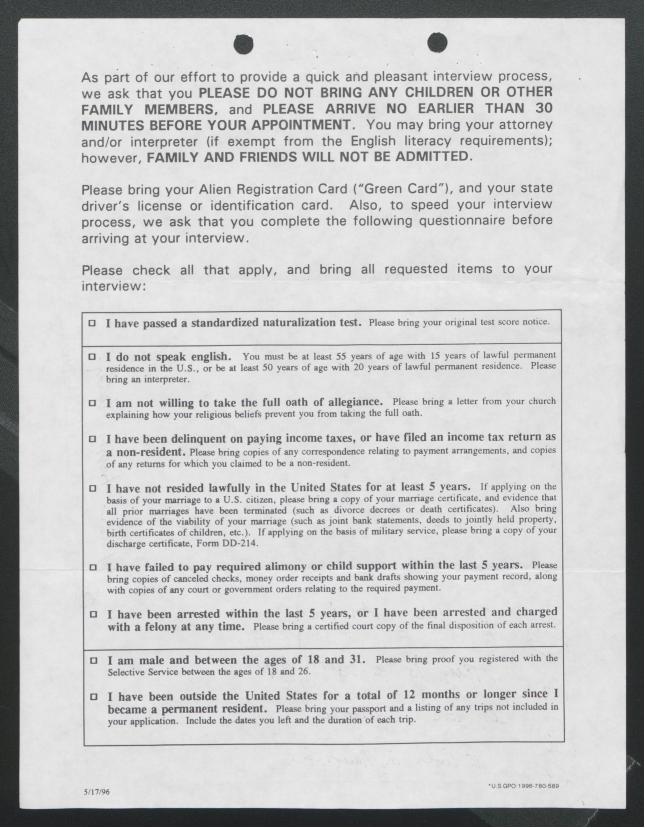 As part of our effort to provide a quick and pleasant interview process,
we ask that you PLEASE DO NOT BRING ANY CHILDREN OR OTHER
FAMILY MEMBERS, and PLEASE ARRIVE NO EARLIER THAN 30
MINUTES BEFORE YOUR APPOINTMENT. You may bring your attorney
and/or interpreter (if exempt from the English literacy requirements);
however, FAMILY AND FRIENDS WILL NOT BE ADMITTED.
Please bring your Alien Registration Card (“Green Card”), and your state
driver's license or identification card. Also, to speed your interview
process, we ask that you complete the following questionnaire before
arriving at your interview.
Please check all that apply, and bring all requested items to your
interview:
I have passed a standardized naturalization test. Please bring your original test score notice.
I do not speak english. You must be at least 55 years of age with 15 years of lawful permanent
residence in the U.S., or be at least 50 years of age with 20 years of lawful permanent residence. Please
bring an interpreter.
I am not willing to take the full oath of allegiance. Please bring a letter from your church
explaining how your religious beliefs prevent you from taking the full oath.
I have been delinquent on paying income taxes, or have filed an income tax return as
a non-resident. Please bring copies of any correspondence relating to payment arrangements, and copies
of any returns for which you claimed to be a non-resident.
I have not resided lawfully in the United States for at least 5 years. If applying on the
basis of your marriage to a U.S. citizen, please bring a copy of your marriage certificate, and evidence that
all prior marriages have been terminated (such as divorce decrees or death certificates). Also bring
evidence of the viability of your marriage (such as joint bank statements, deeds to jointly held property,
birth certificates of children, etc.). If applying on the basis of military service, please bring a copy of your
discharge certificate, Form DD-214.
I have failed to pay required alimony or child support within the last 5 years. Please
bring copies of canceled checks, money order receipts and bank drafts showing your payment record, along
with copies of any court or government orders relating to the required payment.
I have been arrested within the last 5 years, or I have been arrested and charged
with a felony at any time. Please bring a certified court copy of the final disposition of each arrest.
I am male and between the ages of 18 and 31. Please bring proof you registered with the
Selective Service between the ages of 18 and 26.
I have been outside the United States for a total of 12 months or longer since I
became a permanent resident. Please bring your passport and a listing of any trips not included in
your application. Include the dates you left and the duration of each trip.
5/17/96
*U.S.GPO:1996-780-589